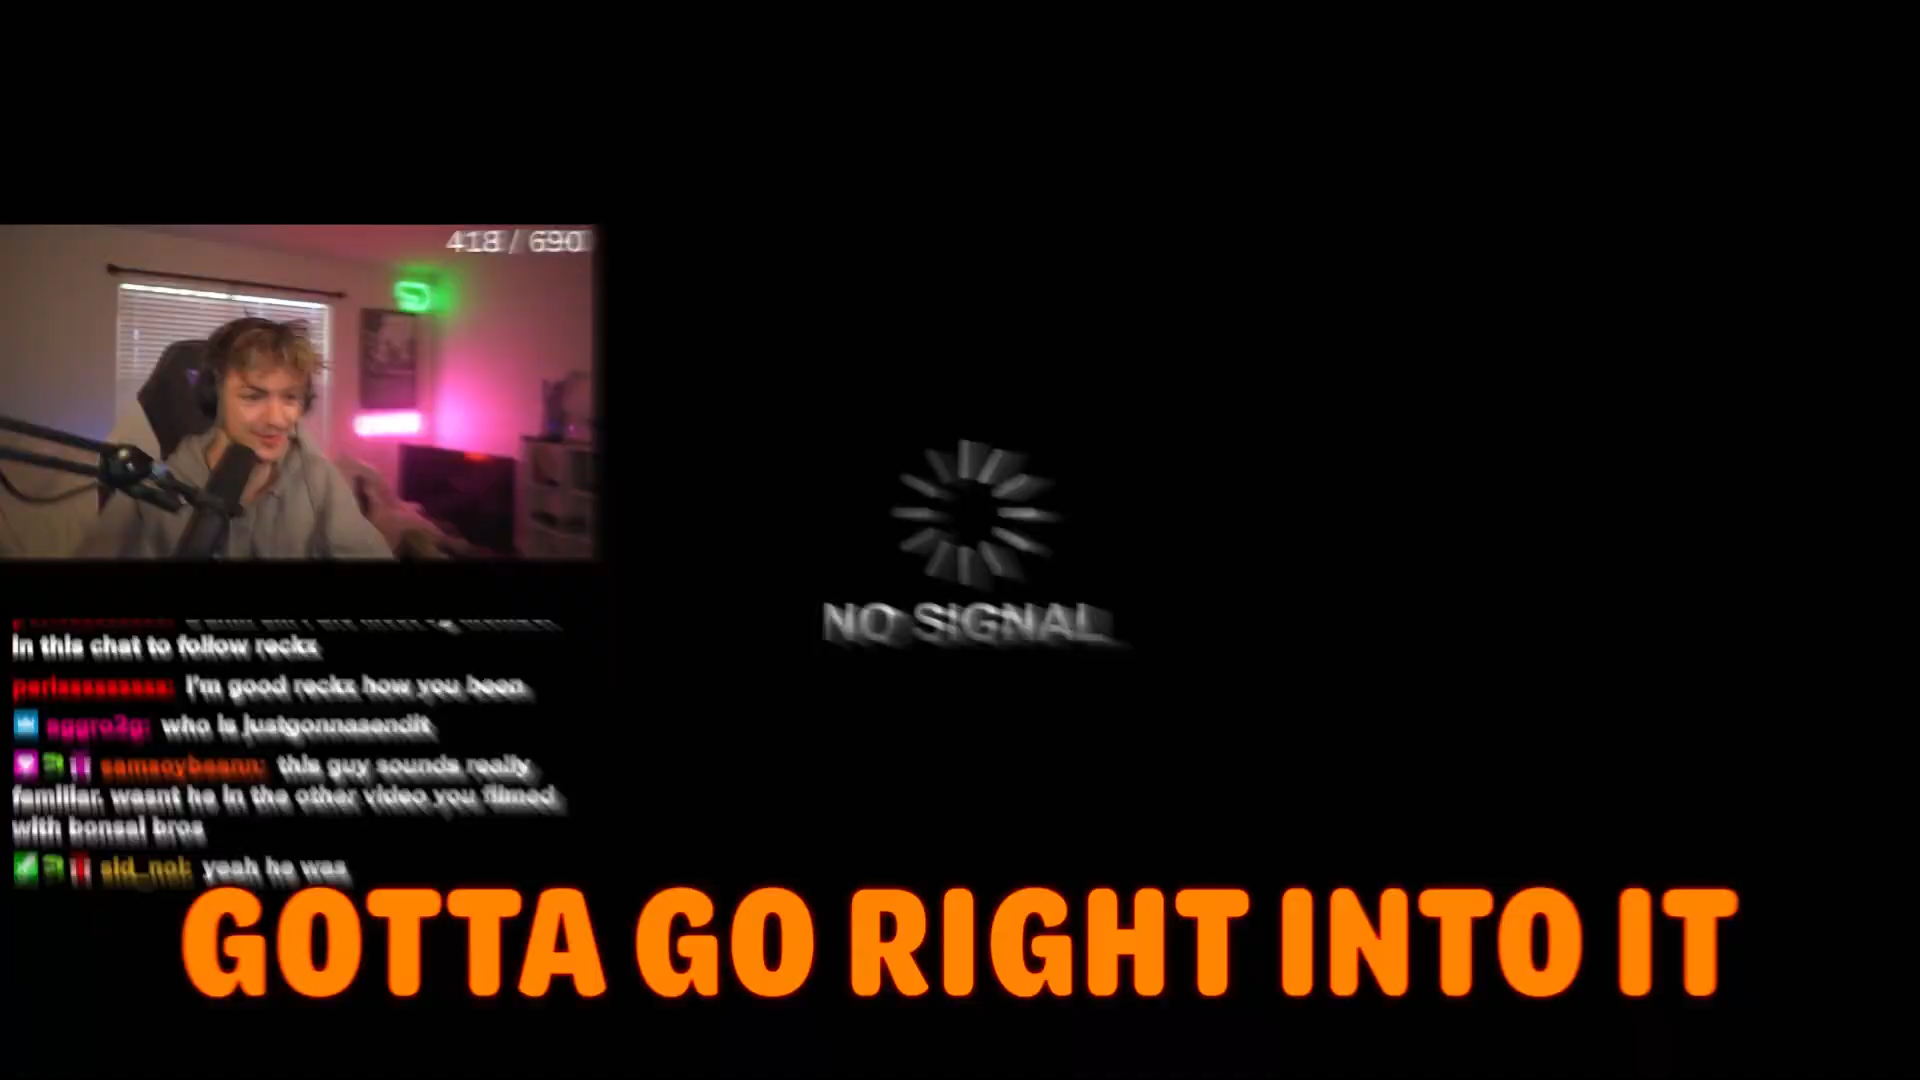 418 / 690
NO SIGNAL
in this chat to follow reckz
I'm good reckz how you been
aggro2g: who is justgonnasendit
samsoybeann: this guy sounds really
familiar. wasnt he in the other video you filmed
with bonsai bros
yeah he was
GOTTA GO RIGHT INTO IT